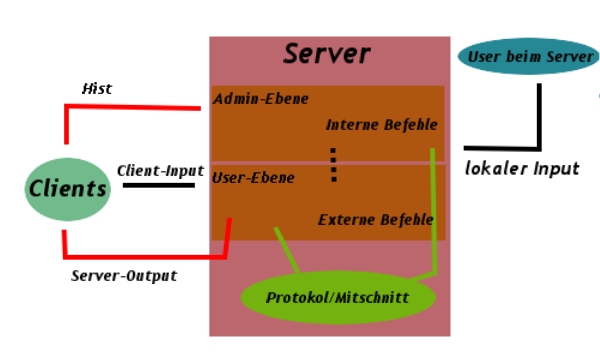 Server
User beim Server
Hist
Admin-Ebene
Interne Befehle
Client-Input
lokaler Input
User-Ebene
Clients
Externe Befehle
Server-Output
Protokol/Mitschnitt